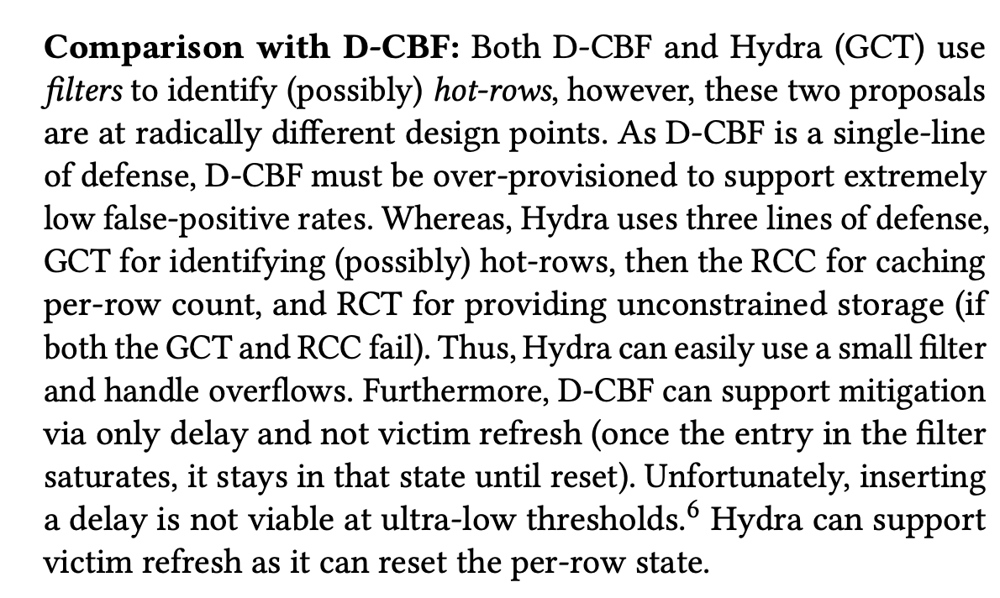 Comparison with D-CBF: Both D-CBF and Hydra (GCT) use
filters to identify (possibly) hot-rows, however, these two proposals
are at radically different design points. As D-CBF is a single-line
of defense, D-CBF must be over-provisioned to support extremely
low false-positive rates. Whereas, Hydra uses three lines of defense,
GCT for identifying (possibly) hot-rows, then the RCC for caching
per-row count, and RCT for providing unconstrained storage (if
both the GCT and RCC fail). Thus, Hydra can easily use a small filter
and handle overflows. Furthermore, D-CBF can support mitigation
via only delay and not victim refresh (once the entry in the filter
saturates, it stays in that state until reset). Unfortunately, inserting
a delay is not viable at ultra-low thresholds.⁶ Hydra can support
victim refresh as it can reset the per-row state.